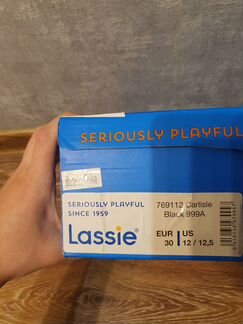 SERIOUSLY PLAYFUL
SERIOUSLY PLAYFUL
SINCE 1959
Lassie®
769112 Carlisle
Black 999A
EUR US
30 12 / 12,5